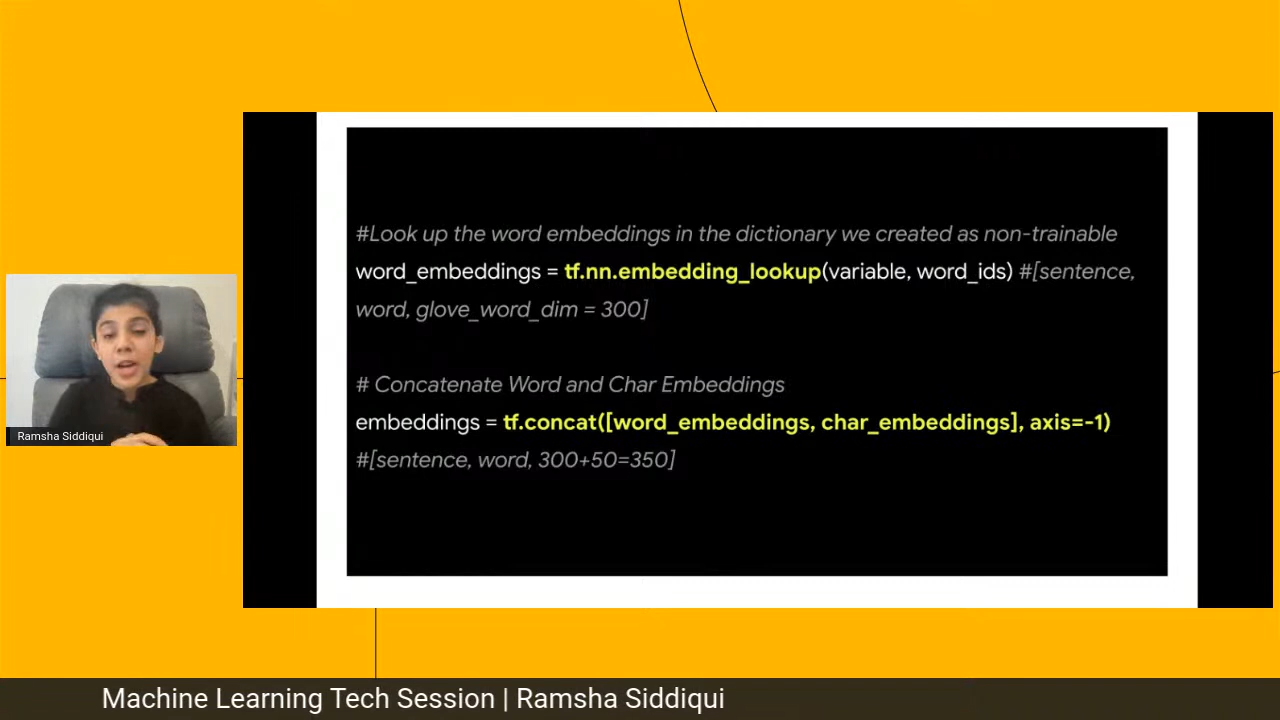 #Look up the word embeddings in the dictionary we created as non-trainable
word_embeddings = tf.nn.embedding_lookup(variable, word_ids) #[sentence,
word, glove_word_dim = 300]
# Concatenate Word and Char Embeddings
embeddings = tf.concat([word_embeddings, char_embeddings], axis=-1)
#[sentence, word, 300+50=350]
Ramsha Siddiqui
Machine Learning Tech Session | Ramsha Siddiqui